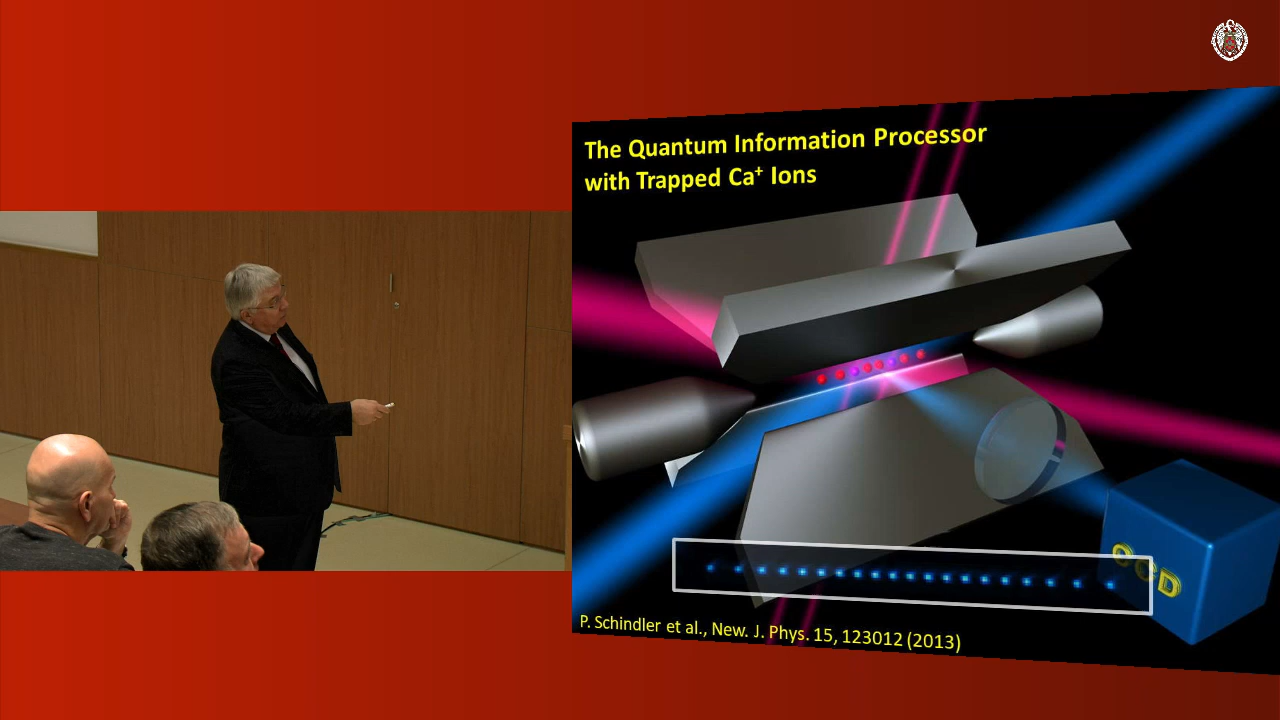 The Quantum Information Processor
with Trapped Ca⁺ Ions
CCD
P. Schindler et al., New. J. Phys. 15, 123012 (2013)